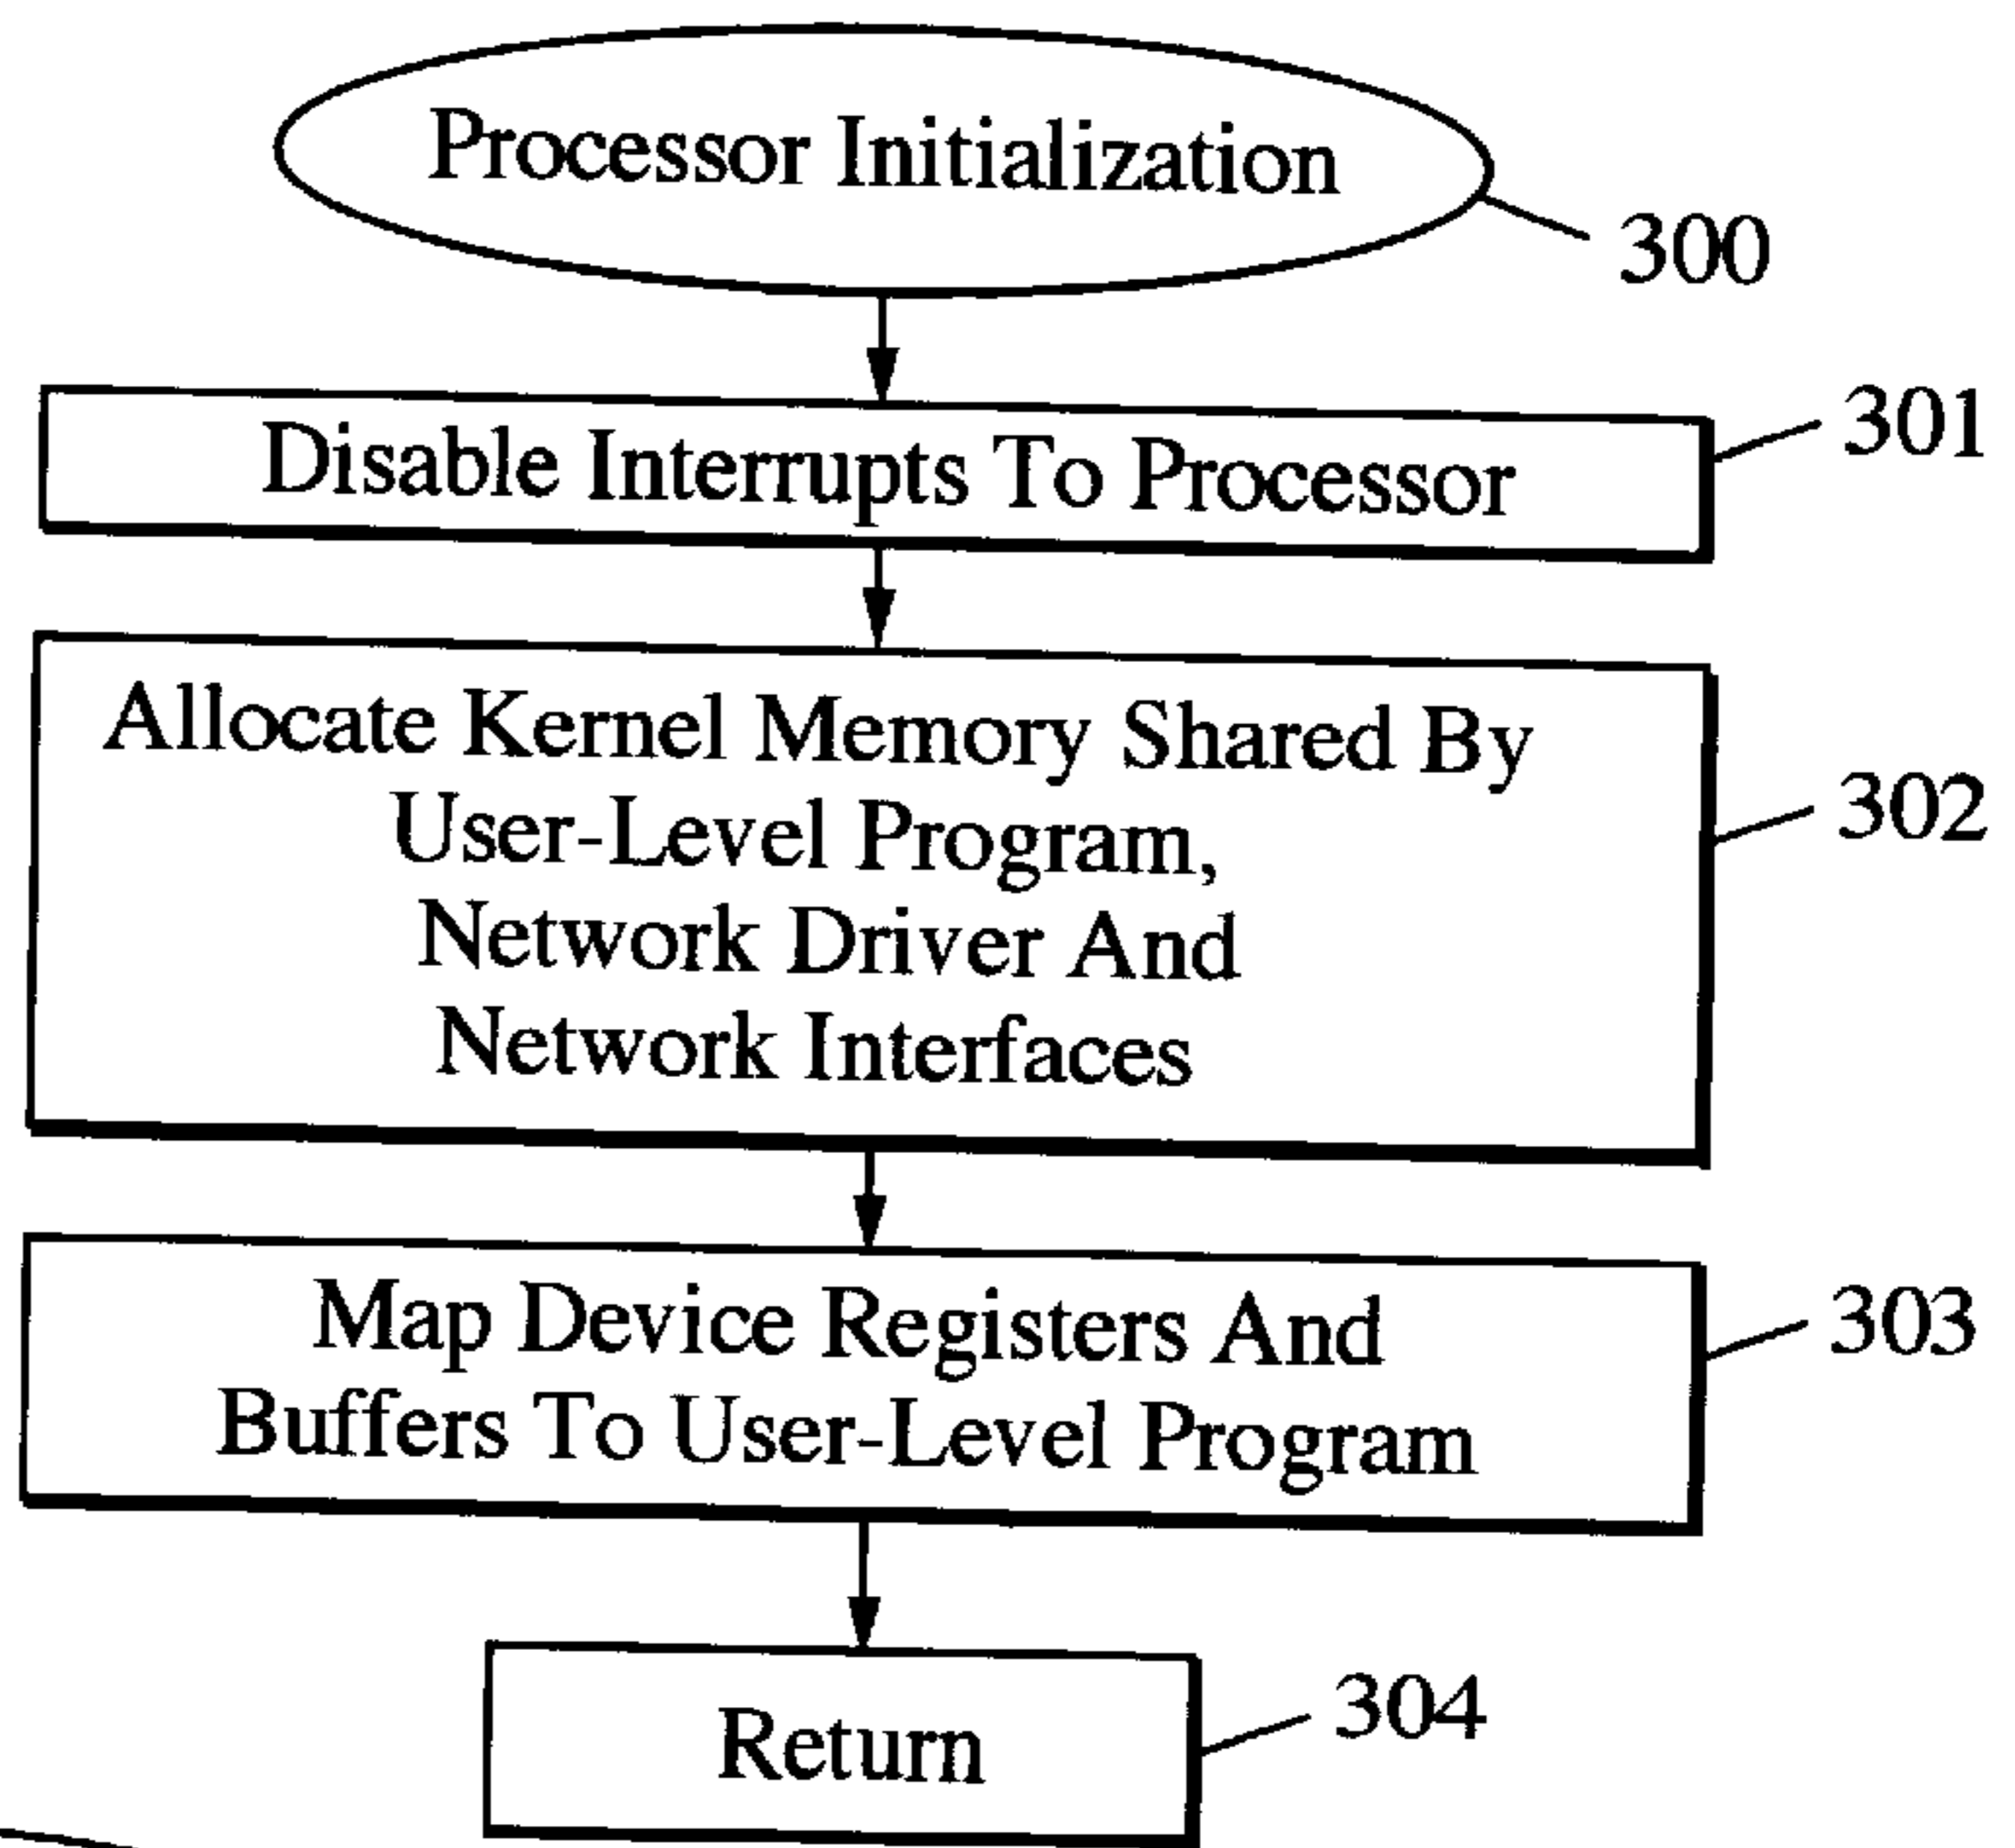 Processor Initialization
300
Disable Interrupts To Processor
301
Allocate Kernel Memory Shared By
User-Level Program,
Network Driver And
Network Interfaces
302
Map Device Registers And
Buffers To User-Level Program
303
Return
304